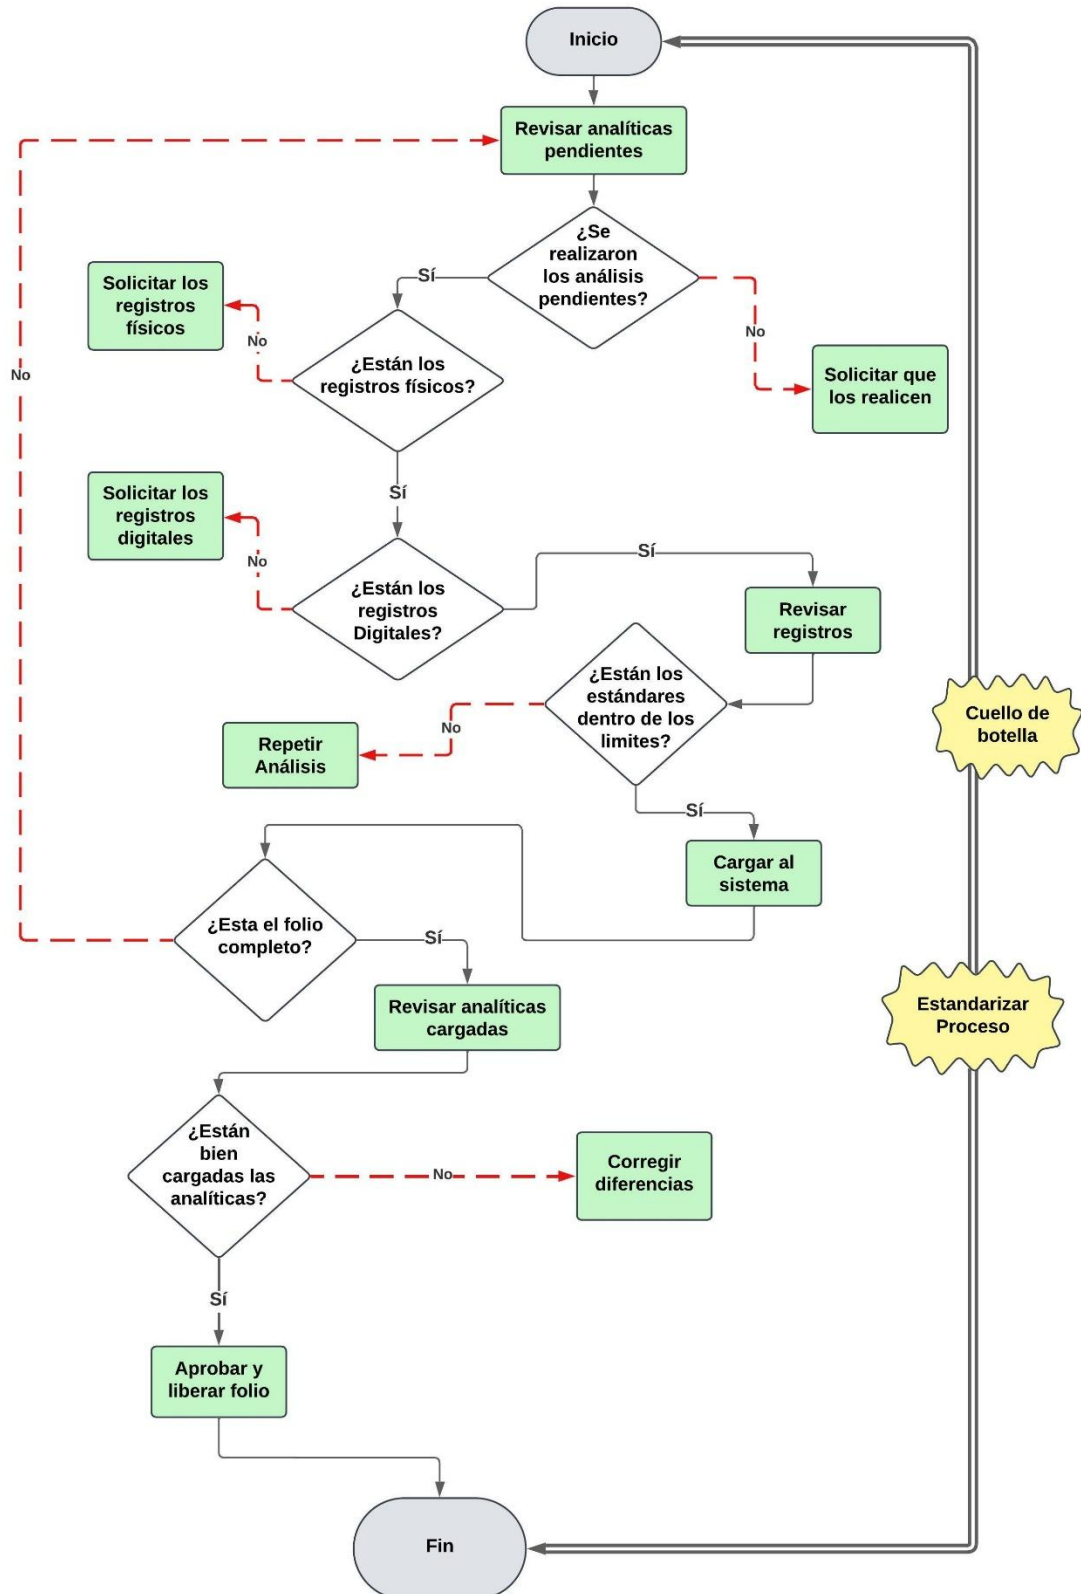 Inicio
Revisar analíticas
pendientes
¿Se
realizaron
los análisis
pendientes?
Sí
No
Solicitar los
registros
físicos
No
¿Están los
registros físicos?
Solicitar que
los realicen
No
Sí
Solicitar los
registros
digitales
No
¿Están los
registros
Digitales?
Sí
Revisar
registros
¿Están los
estándares
dentro de los
limites?
No
Repetir
Análisis
Cuello de
botella
Sí
Cargar al
sistema
¿Esta el folio
completo?
Sí
Revisar analíticas
cargadas
Estandarizar
Proceso
¿Están
bien
cargadas las
analíticas?
No
Corregir
diferencias
Sí
Aprobar y
liberar folio
Fin